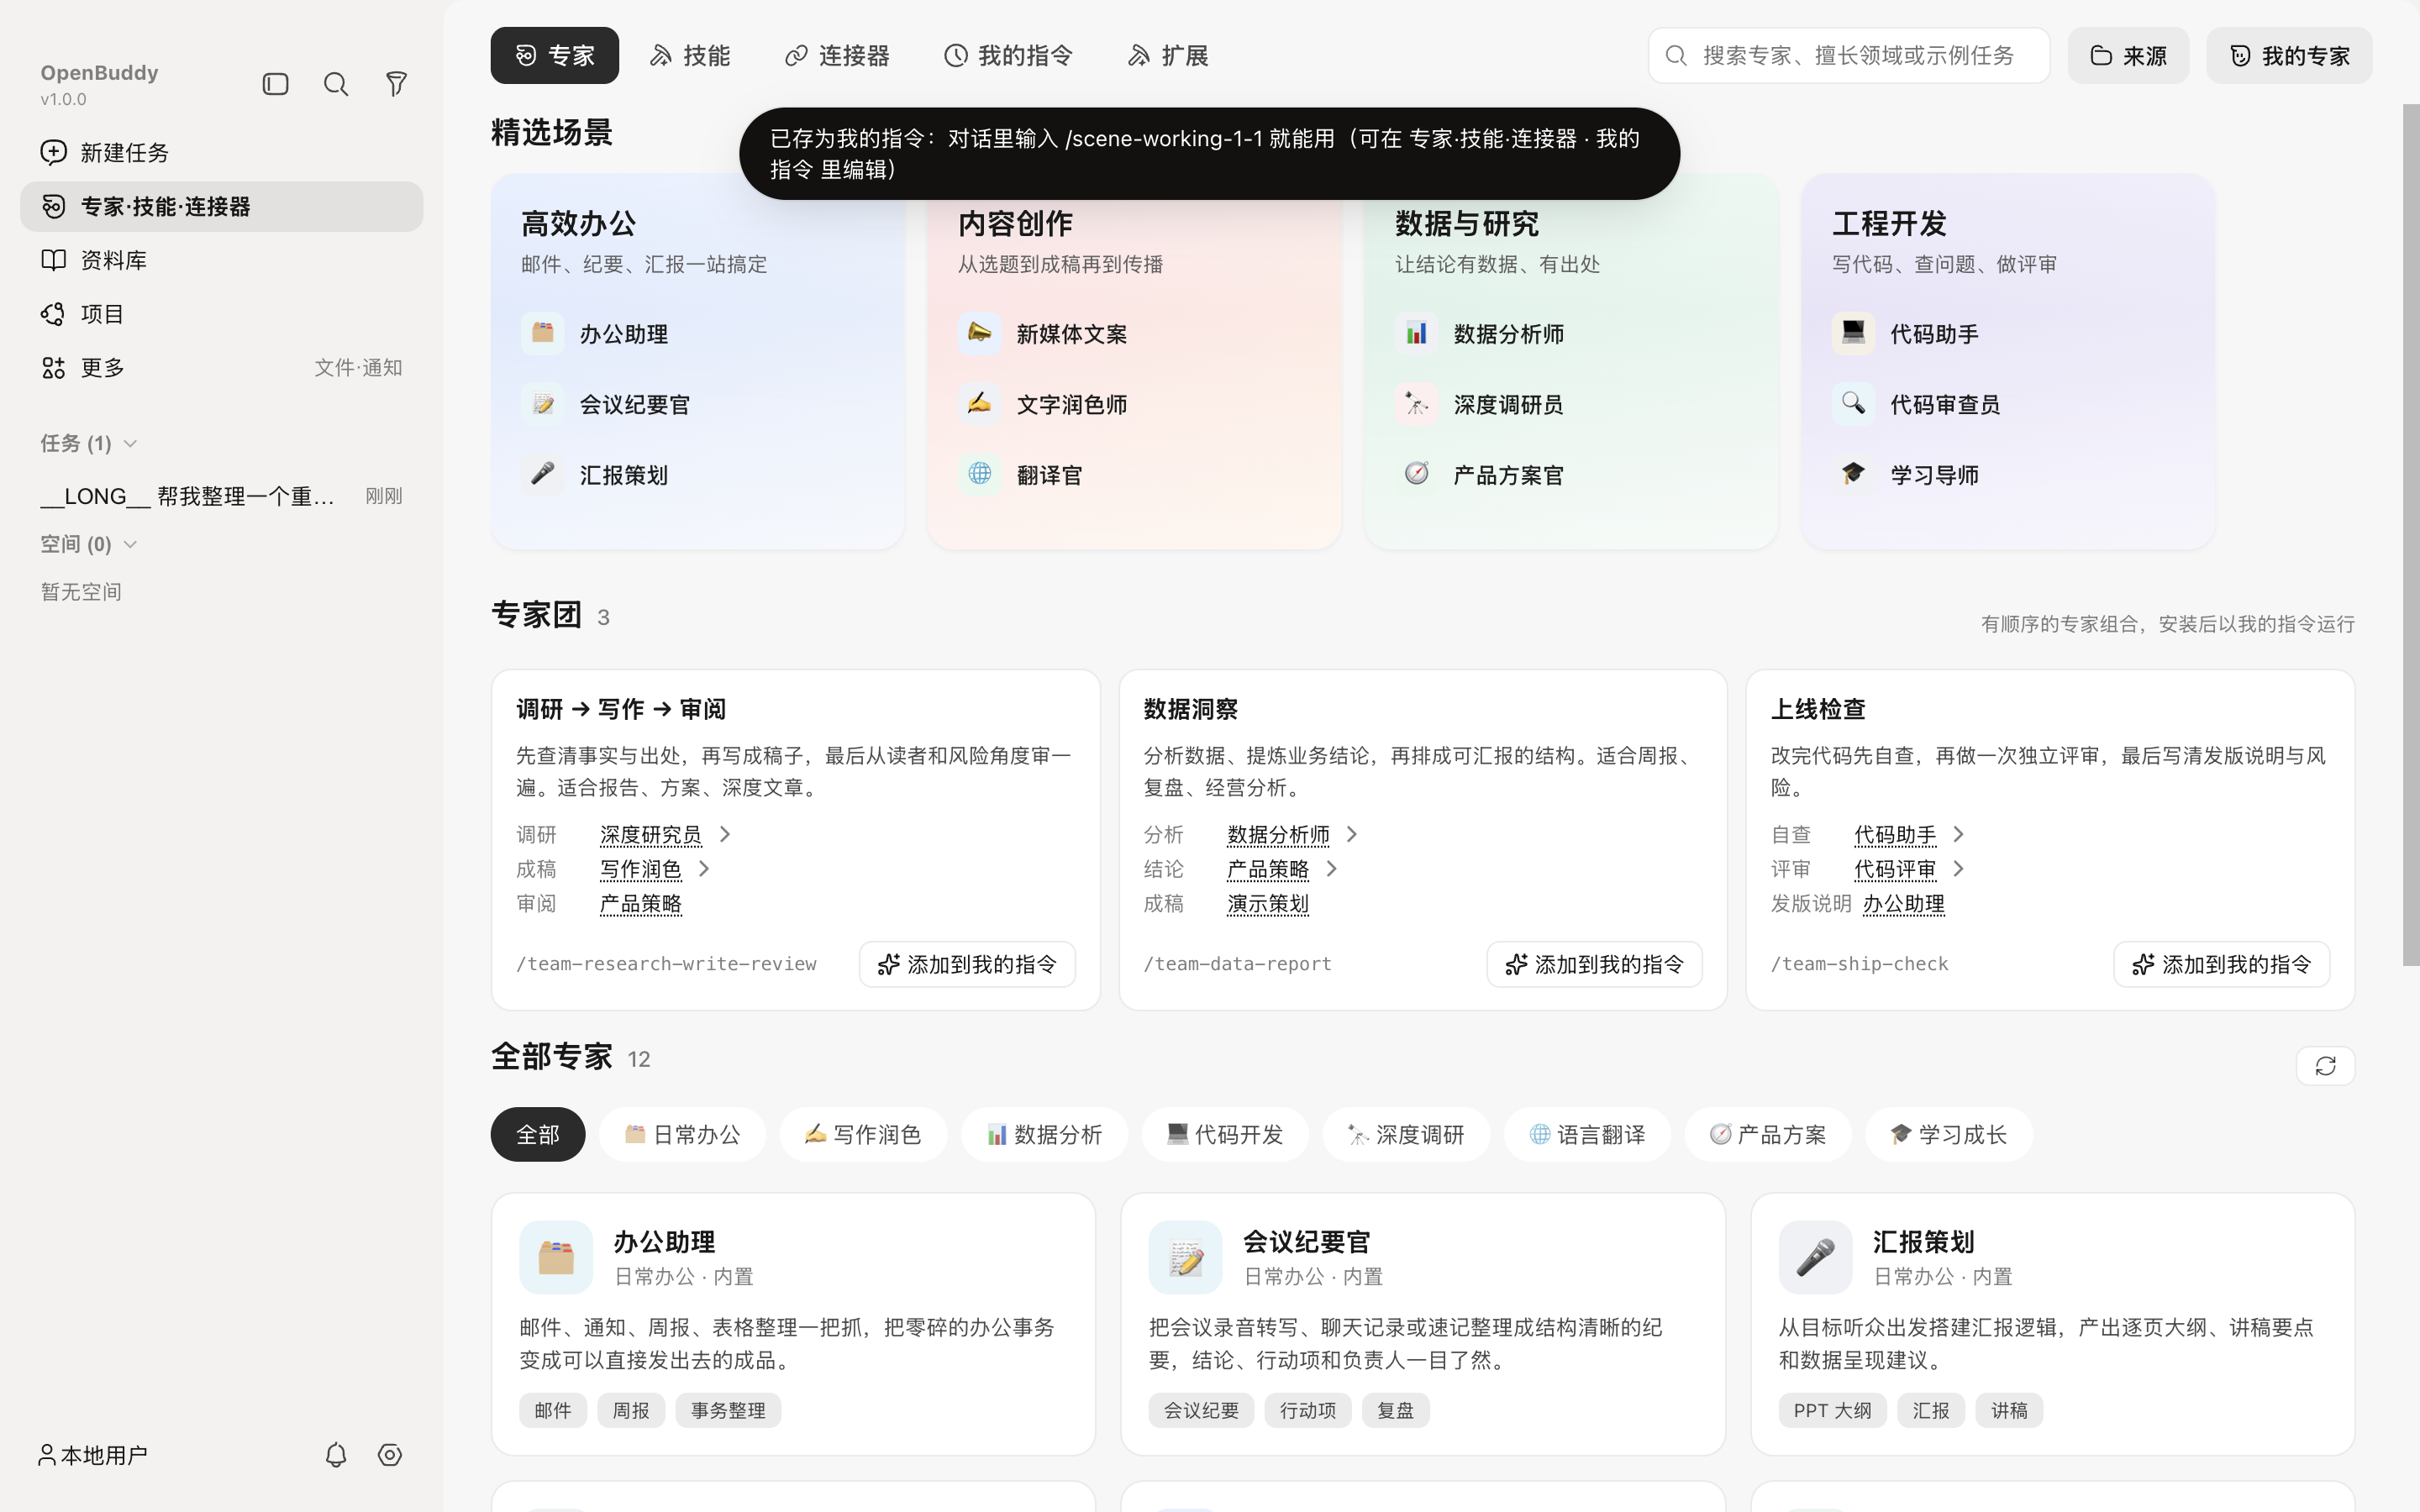 OpenBuddy
v1.0.0
新建任务
专家·技能·连接器
资料库
项目
更多
文件·通知
任务 (1)
__LONG__ 帮我整理一个重…
刚刚
空间 (0)
暂无空间
本地用户
专家
技能
连接器
我的指令
扩展
搜索专家、擅长领域或示例任务
来源
我的专家
已存为我的指令：对话里输入 /scene-working-1-1 就能用（可在 专家·技能·连接器 · 我的
指令 里编辑）
精选场景
高效办公
邮件、纪要、汇报一站搞定
办公助理
会议纪要官
汇报策划
内容创作
从选题到成稿再到传播
新媒体文案
文字润色师
翻译官
数据与研究
让结论有数据、有出处
数据分析师
深度调研员
产品方案官
工程开发
写代码、查问题、做评审
代码助手
代码审查员
学习导师
专家团 3
有顺序的专家组合，安装后以我的指令运行
调研 → 写作 → 审阅
先查清事实与出处，再写成稿子，最后从读者和风险角度审一
遍。适合报告、方案、深度文章。
调研 深度研究员
成稿 写作润色
审阅 产品策略
/team-research-write-review
添加到我的指令
数据洞察
分析数据、提炼业务结论，再排成可汇报的结构。适合周报、
复盘、经营分析。
分析 数据分析师
结论 产品策略
成稿 演示策划
/team-data-report
添加到我的指令
上线检查
改完代码先自查，再做一次独立评审，最后写清发版说明与风
险。
自查 代码助手
评审 代码评审
发版说明 办公助理
/team-ship-check
添加到我的指令
全部专家 12
全部
日常办公
写作润色
数据分析
代码开发
深度调研
语言翻译
产品方案
学习成长
办公助理
日常办公 · 内置
邮件、通知、周报、表格整理一把抓，把零碎的办公事务
变成可以直接发出去的成品。
邮件
周报
事务整理
会议纪要官
日常办公 · 内置
把会议录音转写、聊天记录或速记整理成结构清晰的纪
要，结论、行动项和负责人一目了然。
会议纪要
行动项
复盘
汇报策划
日常办公 · 内置
从目标听众出发搭建汇报逻辑，产出逐页大纲、讲稿要点
和数据呈现建议。
PPT 大纲
汇报
讲稿